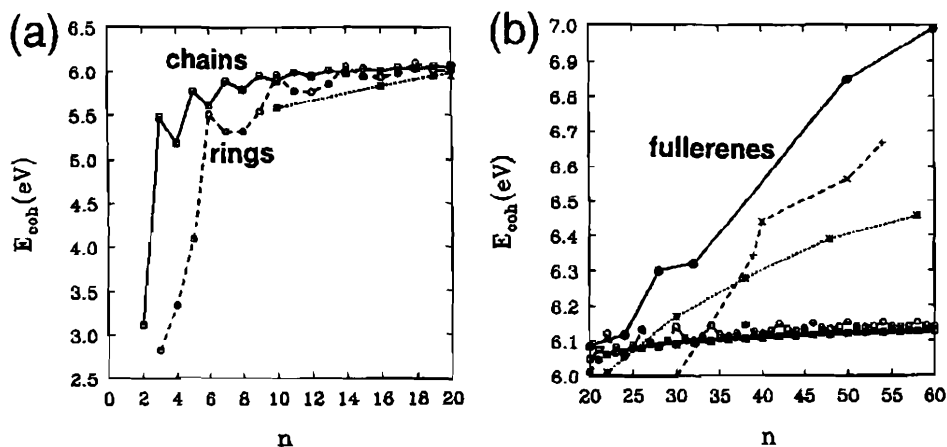 (a)
6.5
6.0
5.5
5.0
4.5
4.0
3.5
3.0
2.5
E_coh (eV)
chains
rings
0 2 4 6 8 10 12 14 16 18 20
n
(b)
7.0
6.9
6.8
6.7
6.6
6.5
6.4
6.3
6.2
6.1
6.0
E_coh (eV)
fullerenes
20 25 30 35 40 45 50 55 60
n